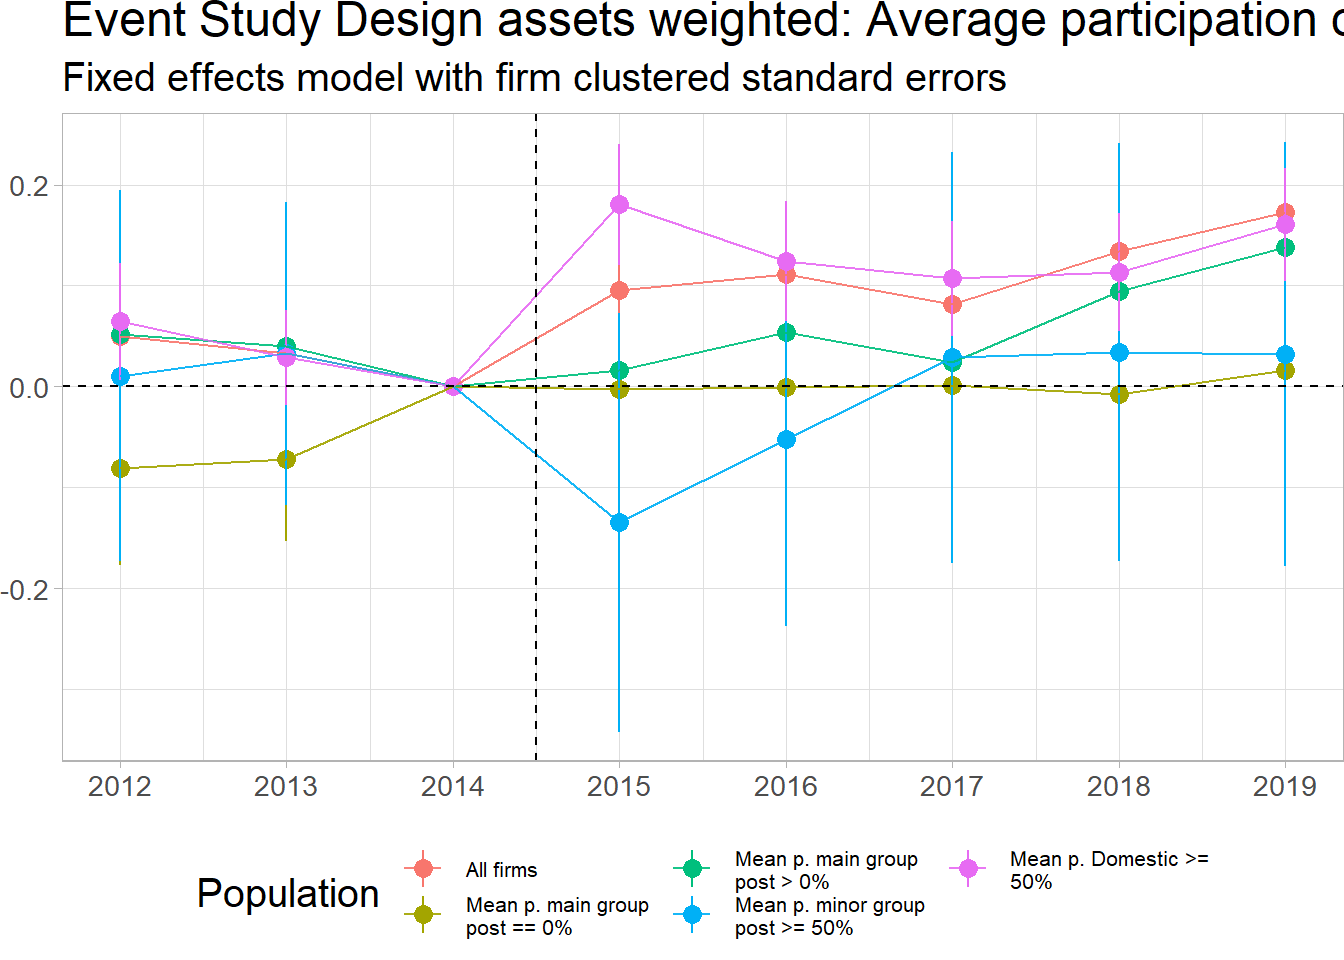 Event Study Design assets weighted: Average participation
Fixed effects model with firm clustered standard errors
0.2
0.0
-0.2
2012 2013 2014 2015 2016 2017 2018 2019
Population
All firms
Mean p. main group
post == 0%
Mean p. main group
post > 0%
Mean p. minor group
post >= 50%
Mean p. Domestic >=
50%